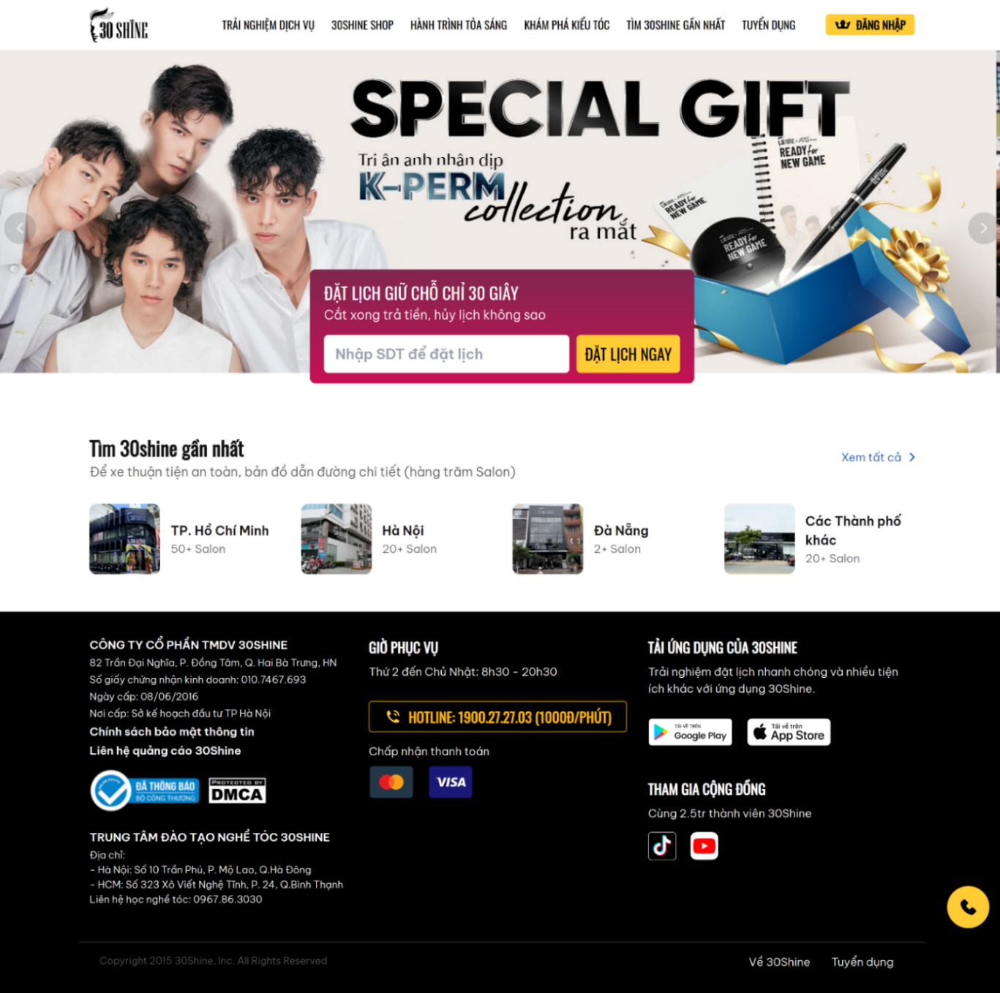 30 SHINE
TRẢI NGHIỆM DỊCH VỤ
30SHINE SHOP
HÀNH TRÌNH TỎA SÁNG
KHÁM PHÁ KIỂU TÓC
TÌM 30SHINE GẦN NHẤT
TUYỂN DỤNG
ĐĂNG NHẬP
SPECIAL GIFT
Tri ân anh nhân dịp
K-PERM
collection
ra mắt
READY for
NEW GAME
READY for
NEW GAME
READY for
NEW GAME
ĐẶT LỊCH GIỮ CHỖ CHỈ 30 GIÂY
Cắt xong trả tiền, hủy lịch không sao
Nhập SDT để đặt lịch
ĐẶT LỊCH NGAY
Tìm 30shine gần nhất
Để xe thuận tiện an toàn, bản đồ dẫn đường chi tiết (hàng trăm Salon)
Xem tất cả
TP. Hồ Chí Minh
50+ Salon
Hà Nội
20+ Salon
Đà Nẵng
2+ Salon
Các Thành phố
khác
20+ Salon
CÔNG TY CỔ PHẦN TMDV 30SHINE
82 Trần Đại Nghĩa, P. Đồng Tâm, Q. Hai Bà Trưng, HN
Số giấy chứng nhận kinh doanh: 010.7467.693
Ngày cấp: 08/06/2016
Nơi cấp: Sở kế hoạch đầu tư TP Hà Nội
Chính sách bảo mật thông tin
Liên hệ quảng cáo 30Shine
ĐÃ THÔNG BÁO
BỘ CÔNG THƯƠNG
PROTECTED BY
DMCA
TRUNG TÂM ĐÀO TẠO NGHỀ TÓC 30SHINE
Địa chỉ:
- Hà Nội: Số 10 Trần Phú, P. Mộ Lao, Q.Hà Đông
- HCM: Số 323 Xô Viết Nghệ Tĩnh, P. 24, Q.Bình Thạnh
Liên hệ học nghề tóc: 0967.86.3030
GIỜ PHỤC VỤ
Thứ 2 đến Chủ Nhật: 8h30 - 20h30
HOTLINE: 1900.27.27.03 (1000Đ/PHÚT)
Chấp nhận thanh toán
VISA
TẢI ỨNG DỤNG CỦA 30SHINE
Trải nghiệm đặt lịch nhanh chóng và nhiều tiện
ích khác với ứng dụng 30Shine.
TẢI VỀ TRÊN
Google Play
Tải về trên
App Store
THAM GIA CỘNG ĐỒNG
Cùng 2.5tr thành viên 30Shine
Copyright 2015 30Shine, Inc. All Rights Reserved
Về 30Shine
Tuyển dụng